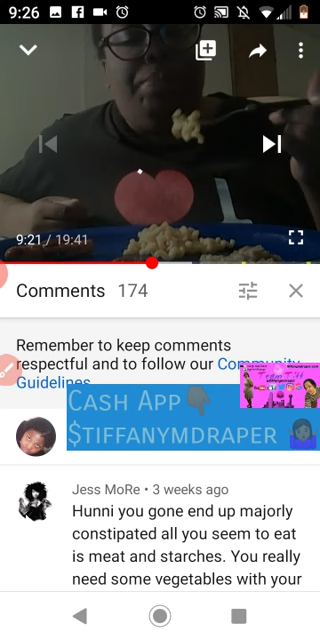 9:26
9:21 / 19:41
Comments 174
Remember to keep comments
respectful and to follow our Community
Guidelines
CASH APP
$TIFFANYMDRAPER
Jess MoRe • 3 weeks ago
Hunni you gone end up majorly
constipated all you seem to eat
is meat and starches. You really
need some vegetables with your